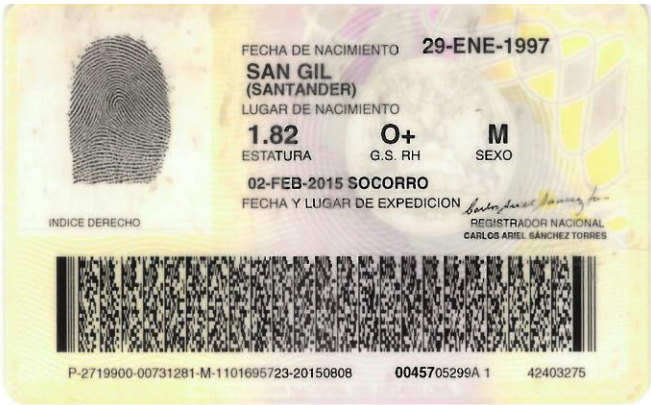 FECHA DE NACIMIENTO 29-ENE-1997
SAN GIL
(SANTANDER)
LUGAR DE NACIMIENTO
1.82 O+ M
ESTATURA G.S. RH SEXO
02-FEB-2015 SOCORRO
FECHA Y LUGAR DE EXPEDICION
INDICE DERECHO
REGISTRADOR NACIONAL
CARLOS ARIEL SÁNCHEZ TORRES
P-2719900-00731281-M-1101695723-20150808 0045705299A 1 42403275